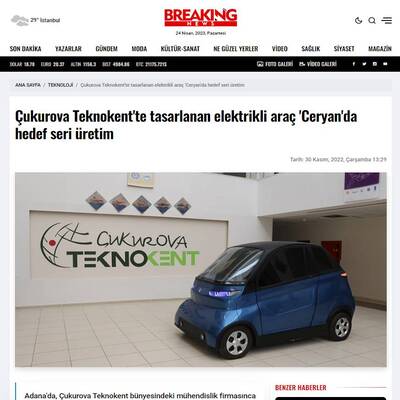 29° İstanbul
BREAKING
NEWS
24 Nisan, 2023, Pazartesi
SON DAKİKA YAZARLAR GÜNDEM MODA KÜLTÜR-SANAT NE GÜZEL YERLER VİDEO SAĞLIK SİYASET MAGAZİN
DOLAR 18.78 EURO 20.37 ALTIN 1158.3 BIST 4984.86 BTC 21175.721$ FOTO GALERİ VİDEO GALERİ
ANA SAYFA / TEKNOLOJİ / Çukurova Teknokent'te tasarlanan elektrikli araç 'Ceryan'da hedef seri üretim
Çukurova Teknokent'te tasarlanan elektrikli araç 'Ceryan'da
hedef seri üretim
Tarih: 30 Kasım, 2022, Çarşamba 13:29
ÇUKUROVA
TEKNOKENT
Adana'da, Çukurova Teknokent bünyesindeki mühendislik firmasınca
BENZER HABERLER